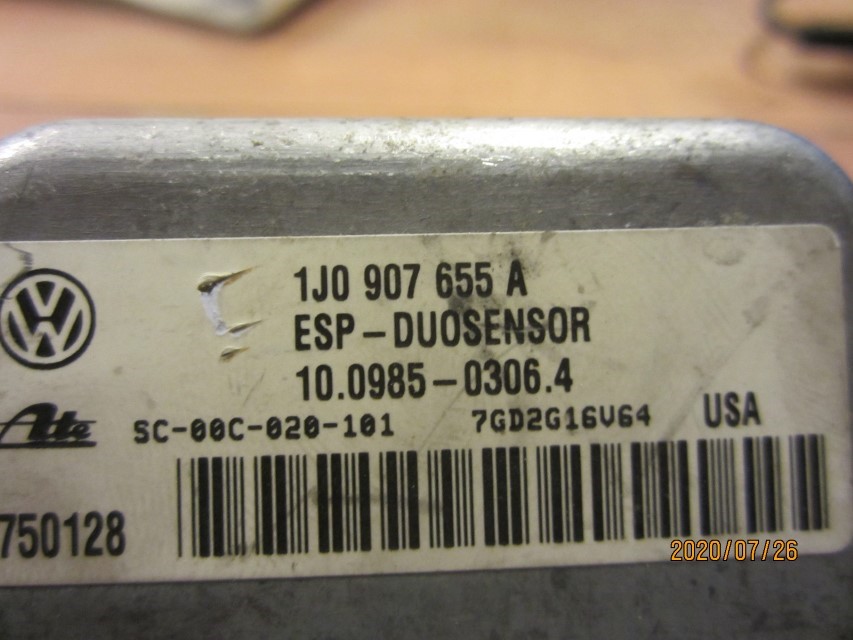 1J0 907 655 A
ESP-DUOSENSOR
10.0985-0306.4
Ate SC-00C-020-101 7GD2G16V64 USA
750128
2020/07/26